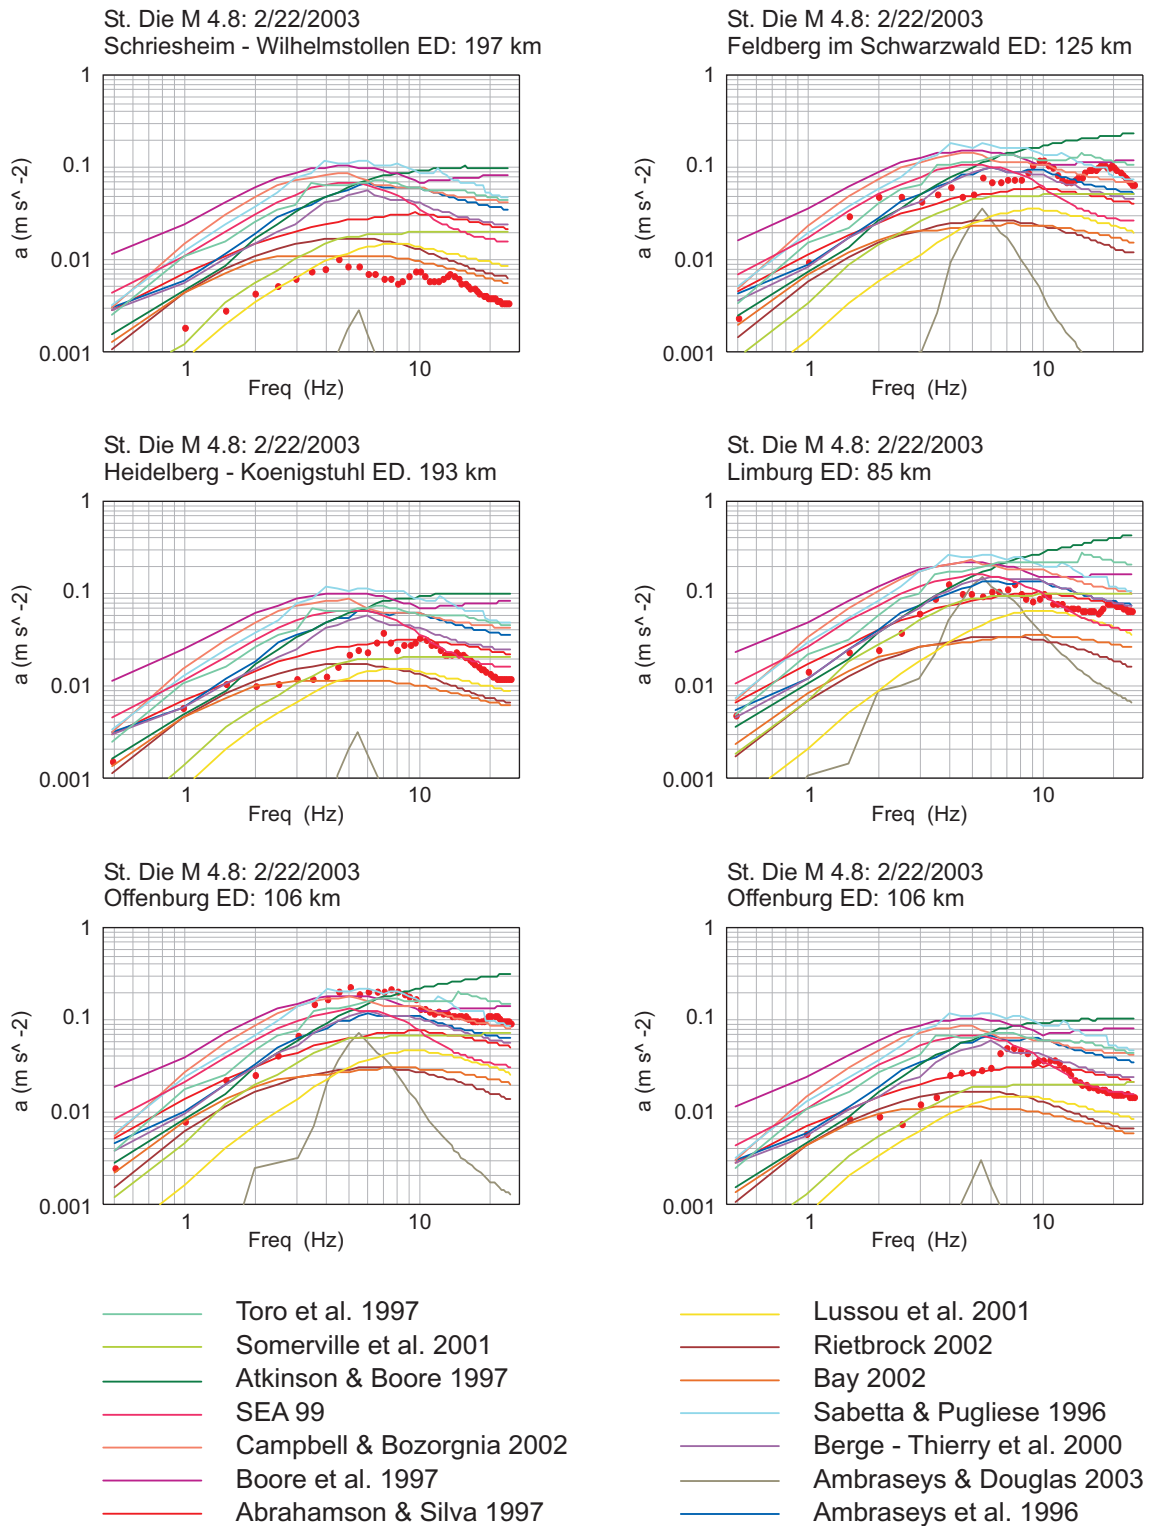 St. Die M 4.8: 2/22/2003
Schriesheim - Wilhelmstollen ED: 197 km
1
0.1
0.01
0.001
a (m s^ -2)
1
10
Freq (Hz)
St. Die M 4.8: 2/22/2003
Feldberg im Schwarzwald ED: 125 km
1
0.1
0.01
0.001
a (m s^ -2)
1
10
Freq (Hz)
St. Die M 4.8: 2/22/2003
Heidelberg - Koenigstuhl ED. 193 km
1
0.1
0.01
0.001
a (m s^ -2)
1
10
Freq (Hz)
St. Die M 4.8: 2/22/2003
Limburg ED: 85 km
1
0.1
0.01
0.001
a (m s^ -2)
1
10
Freq (Hz)
St. Die M 4.8: 2/22/2003
Offenburg ED: 106 km
1
0.1
0.01
0.001
a (m s^ -2)
1
10
Freq (Hz)
St. Die M 4.8: 2/22/2003
Offenburg ED: 106 km
1
0.1
0.01
0.001
a (m s^ -2)
1
10
Freq (Hz)
Toro et al. 1997
Somerville et al. 2001
Atkinson & Boore 1997
SEA 99
Campbell & Bozorgnia 2002
Boore et al. 1997
Abrahamson & Silva 1997
Lussou et al. 2001
Rietbrock 2002
Bay 2002
Sabetta & Pugliese 1996
Berge - Thierry et al. 2000
Ambraseys & Douglas 2003
Ambraseys et al. 1996